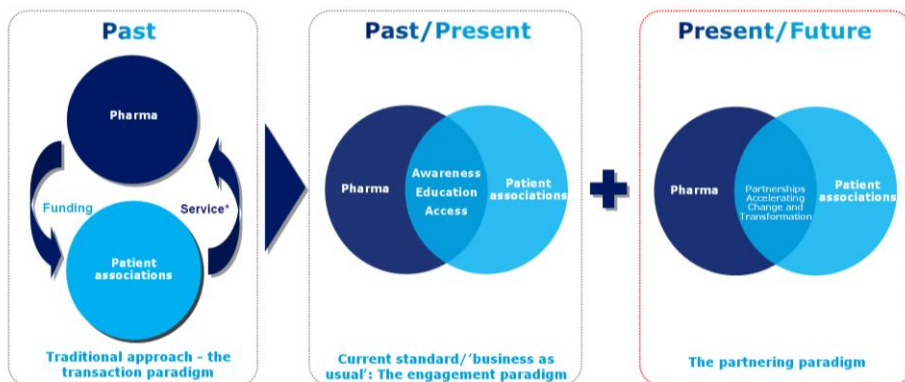 Past
Pharma
Funding
Service*
Patient
associations
Traditional approach – the
transaction paradigm
Past/Present
Pharma
Awareness
Education
Access
Patient
associations
Current standard/‘business as
usual’: The engagement paradigm
Present/Future
Pharma
Partnerships
Accelerating
Change and
Transformation
Patient
associations
The partnering paradigm